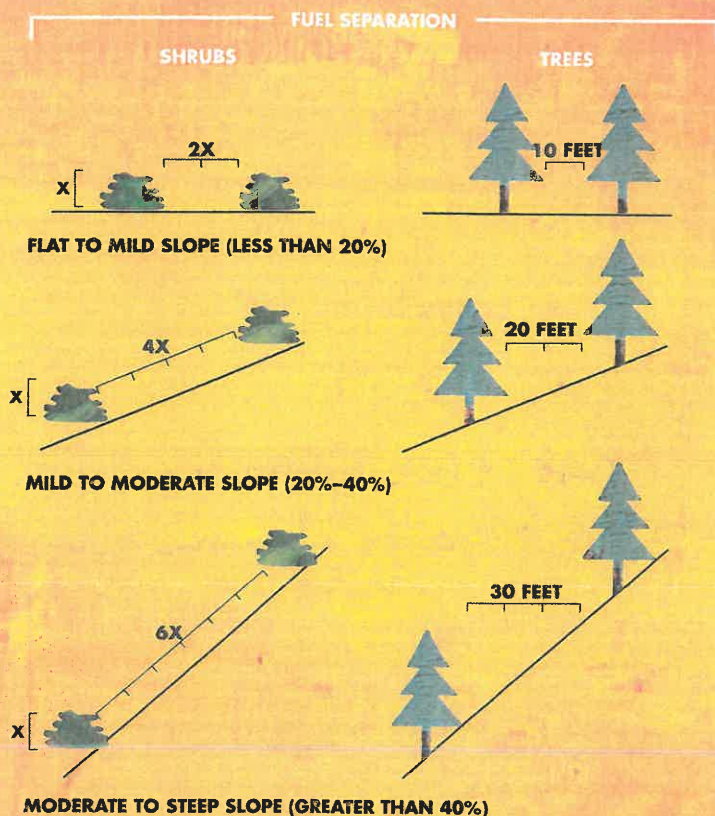 FUEL SEPARATION
SHRUBS
TREES
X
2X
10 FEET
FLAT TO MILD SLOPE (LESS THAN 20%)
X
4X
20 FEET
MILD TO MODERATE SLOPE (20%–40%)
X
6X
30 FEET
MODERATE TO STEEP SLOPE (GREATER THAN 40%)